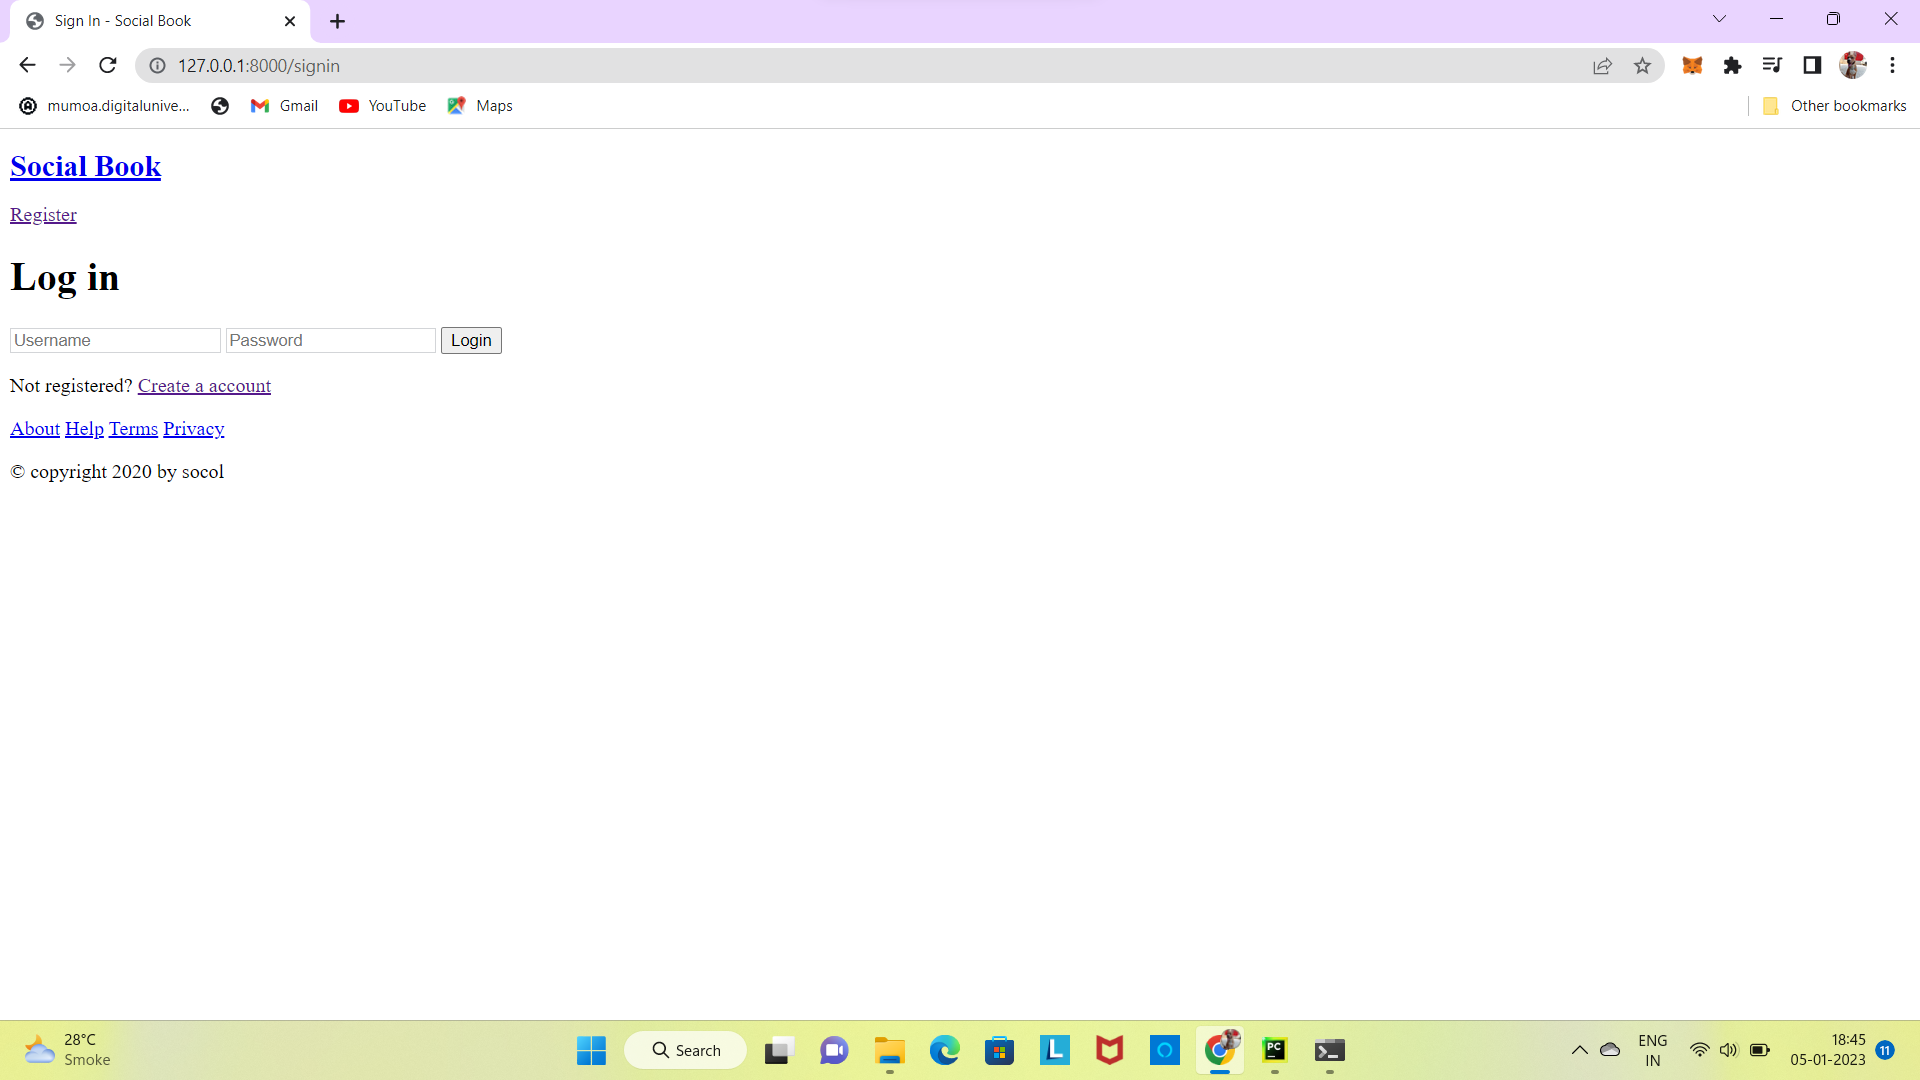 Sign In - Social Book
127.0.0.1:8000/signin
mumoa.digitalunive... Gmail YouTube Maps Other bookmarks
Social Book
Register
Log in
Username Password Login
Not registered? Create a account
About Help Terms Privacy
© copyright 2020 by socol
28°C
Smoke
Search
L
PC
ENG
IN
18:45
05-01-2023
11